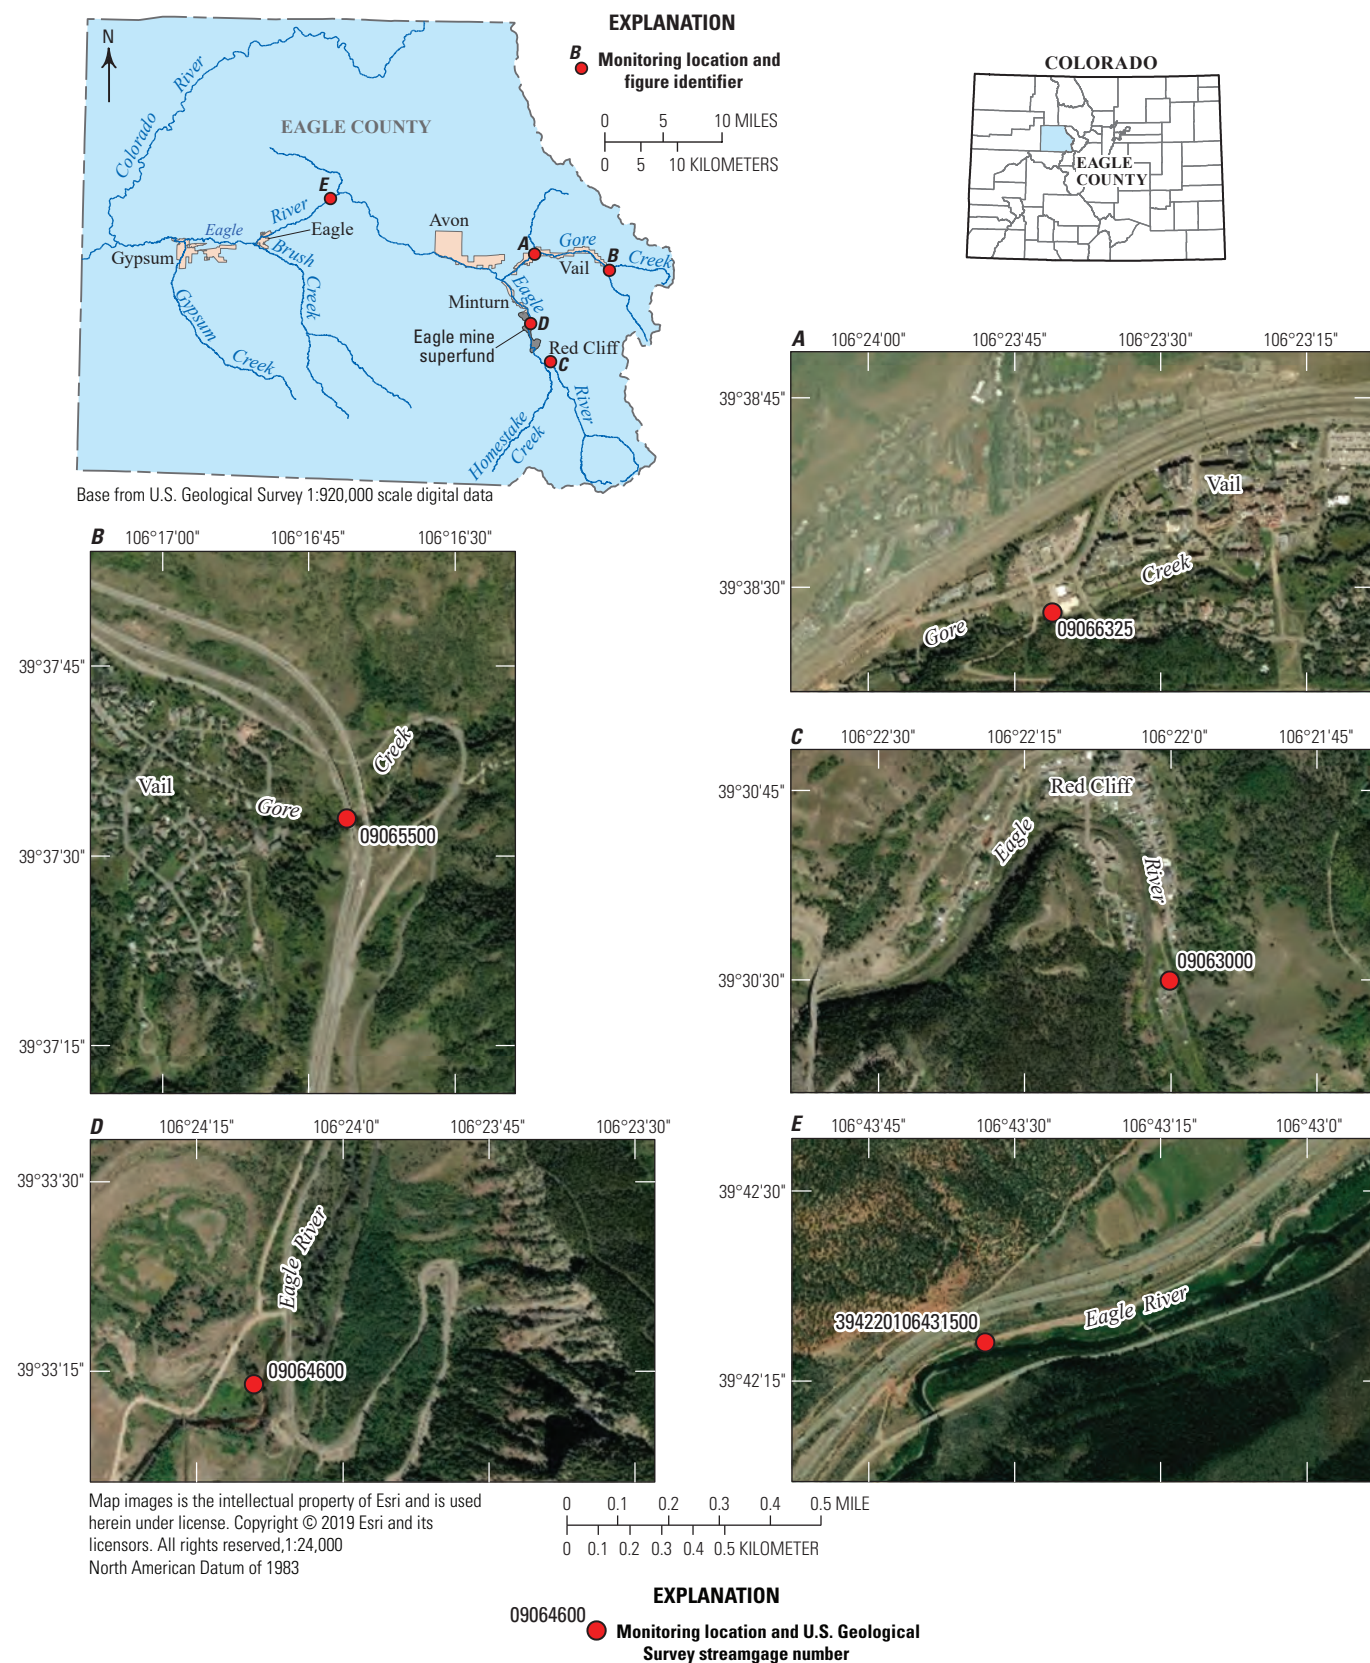 EXPLANATION
B
Monitoring location and
figure identifier
0 5 10 MILES
0 5 10 KILOMETERS
N
Colorado
River
EAGLE COUNTY
E
River
Eagle
Eagle
Gypsum
Brush
Creek
Gypsum
Creek
Avon
A
Gore
Vail
B
Creek
Minturn
Eagle
D
Eagle mine
superfund
Red Cliff
C
River
Homestake
Creek
Base from U.S. Geological Survey 1:920,000 scale digital data
COLORADO
EAGLE
COUNTY
A 106°24'00" 106°23'45" 106°23'30" 106°23'15"
39°38'45"
39°38'30"
Vail
Creek
Gore
09066325
B 106°17'00" 106°16'45" 106°16'30"
39°37'45"
39°37'30"
39°37'15"
Creek
Vail
Gore
09065500
C 106°22'30" 106°22'15" 106°22'0" 106°21'45"
39°30'45"
39°30'30"
Red Cliff
Eagle
River
09063000
D 106°24'15" 106°24'0" 106°23'45" 106°23'30"
39°33'30"
39°33'15"
Eagle River
09064600
E 106°43'45" 106°43'30" 106°43'15" 106°43'0"
39°42'30"
39°42'15"
Eagle River
394220106431500
Map images is the intellectual property of Esri and is used
herein under license. Copyright © 2019 Esri and its
licensors. All rights reserved,1:24,000
North American Datum of 1983
0 0.1 0.2 0.3 0.4 0.5 MILE
0 0.1 0.2 0.3 0.4 0.5 KILOMETER
EXPLANATION
09064600
Monitoring location and U.S. Geological
Survey streamgage number